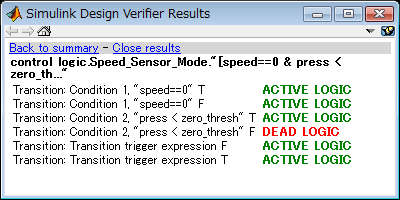 Simulink Design Verifier Results
Back to summary - Close results
control logic.Speed_Sensor_Mode."[speed==0 & press <
zero_th..."
Transition: Condition 1, "speed==0" T ACTIVE LOGIC
Transition: Condition 1, "speed==0" F ACTIVE LOGIC
Transition: Condition 2, "press < zero_thresh" T ACTIVE LOGIC
Transition: Condition 2, "press < zero_thresh" F DEAD LOGIC
Transition: Transition trigger expression F ACTIVE LOGIC
Transition: Transition trigger expression T ACTIVE LOGIC